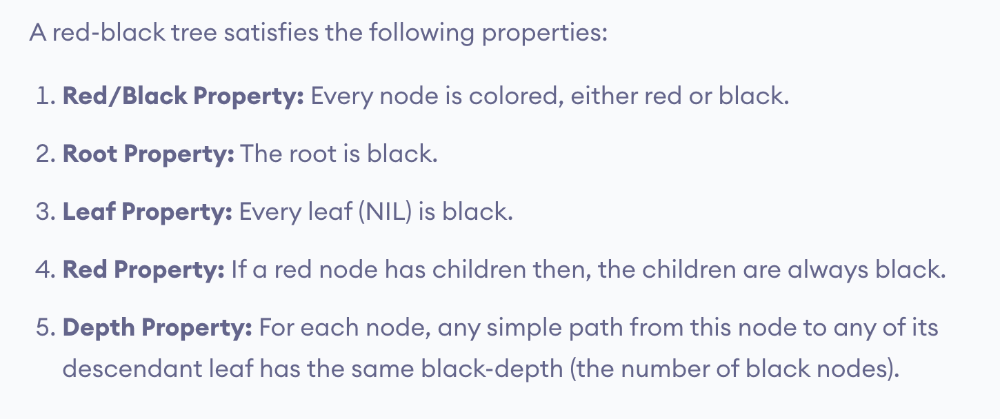 A red-black tree satisfies the following properties:
1. Red/Black Property: Every node is colored, either red or black.
2. Root Property: The root is black.
3. Leaf Property: Every leaf (NIL) is black.
4. Red Property: If a red node has children then, the children are always black.
5. Depth Property: For each node, any simple path from this node to any of its
descendant leaf has the same black-depth (the number of black nodes).